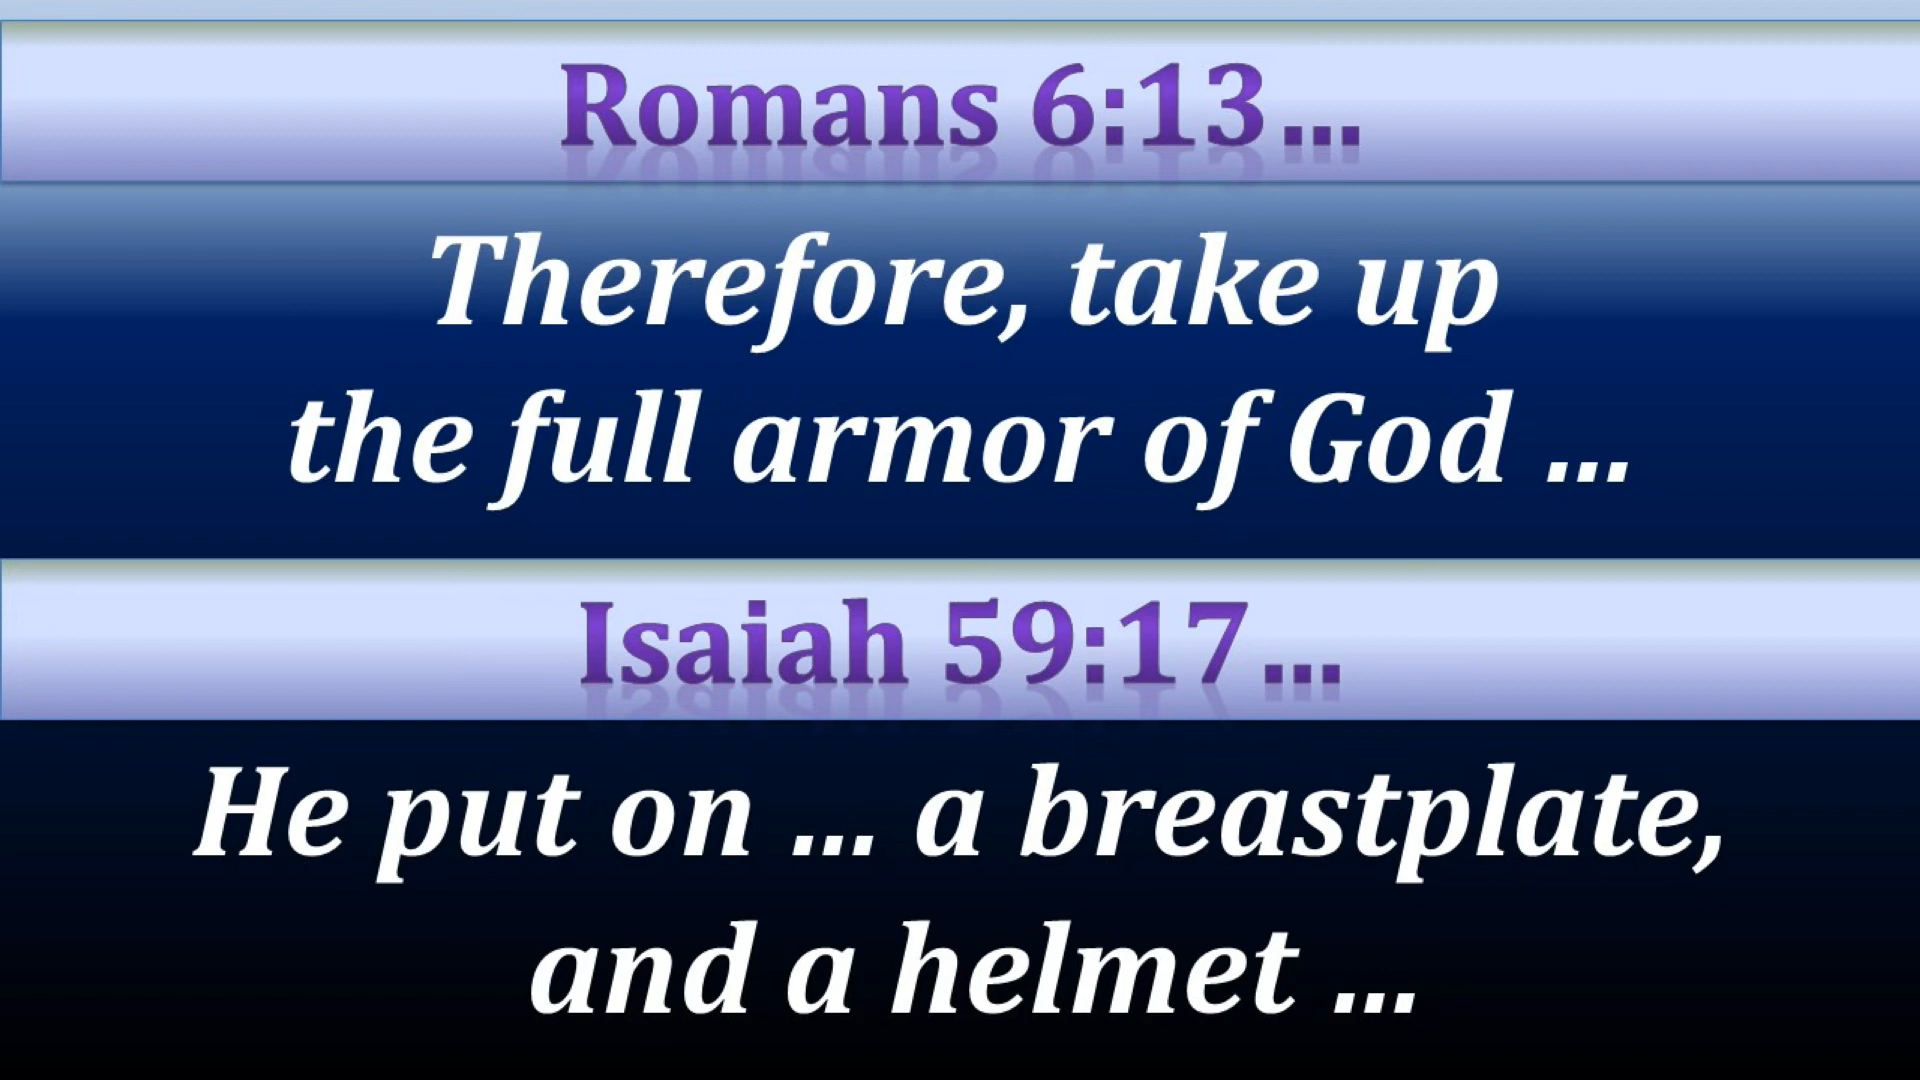 Romans 6:13...
Therefore, take up
the full armor of God ...
Isaiah 59:17...
He put on ... a breastplate,
and a helmet ...